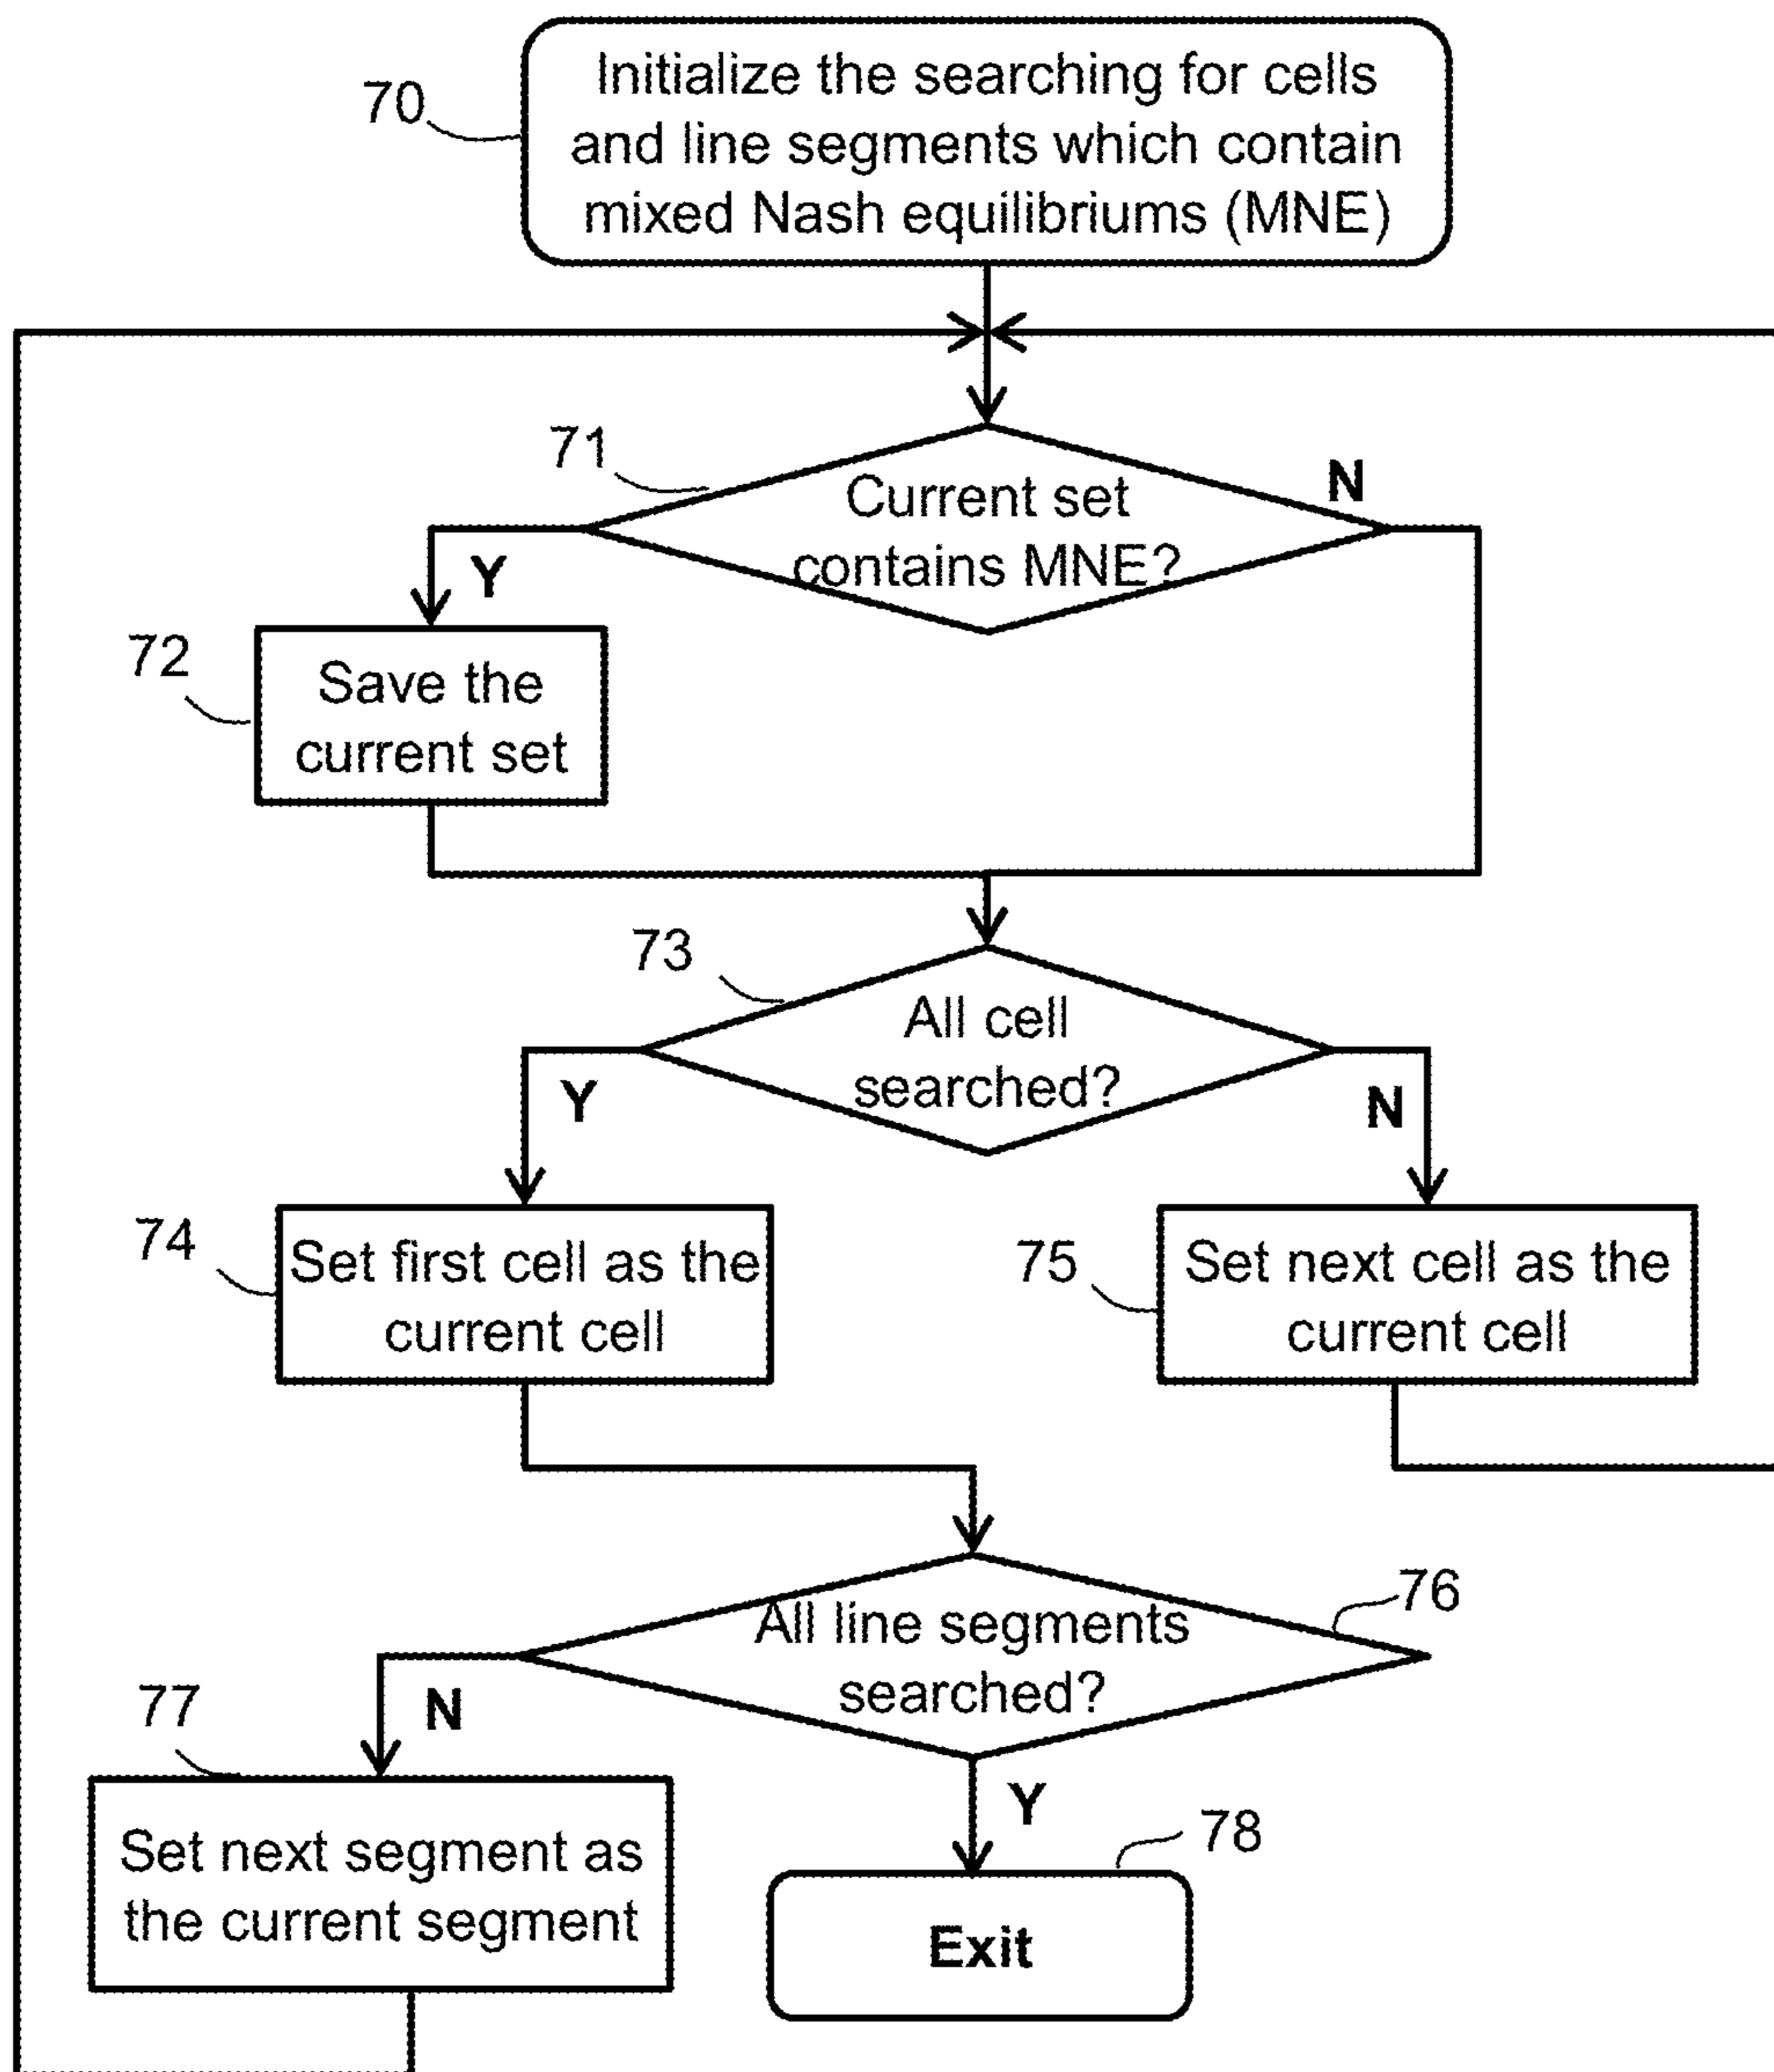 70
Initialize the searching for cells
and line segments which contain
mixed Nash equilibriums (MNE)
71
Current set
contains MNE?
N
Y
72
Save the
current set
73
All cell
searched?
Y
N
74
Set first cell as the
current cell
75
Set next cell as the
current cell
76
All line segments
searched?
77
N
Y
Set next segment as
the current segment
78
Exit